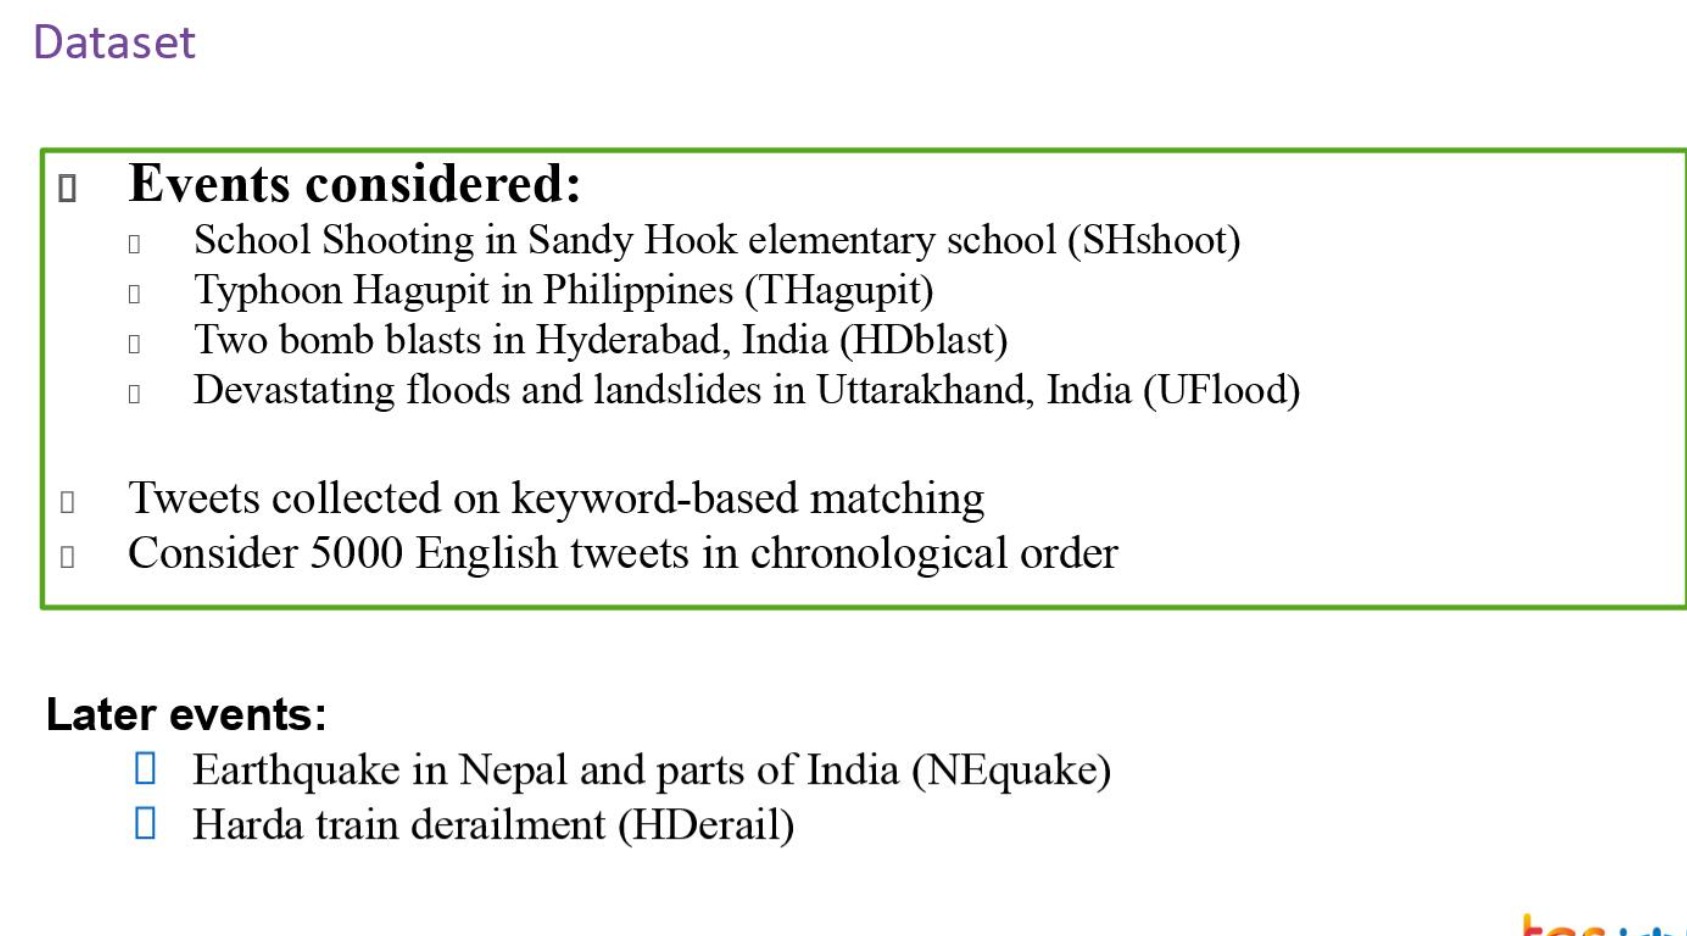 Dataset
Events considered:
School Shooting in Sandy Hook elementary school (SHshoot)
Typhoon Hagupit in Philippines (THagupit)
Two bomb blasts in Hyderabad, India (HDblast)
Devastating floods and landslides in Uttarakhand, India (UFlood)
Tweets collected on keyword-based matching
Consider 5000 English tweets in chronological order
Later events:
Earthquake in Nepal and parts of India (NEquake)
Harda train derailment (HDerail)